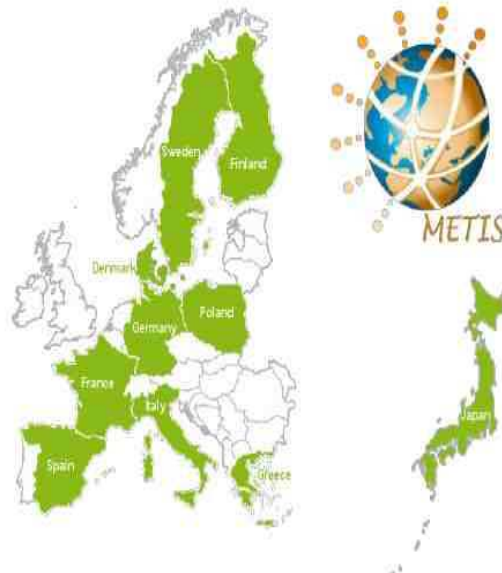 Sweden
Finland
METIS
Denmark
Poland
Germany
France
Italy
Japan
Spain
Greece